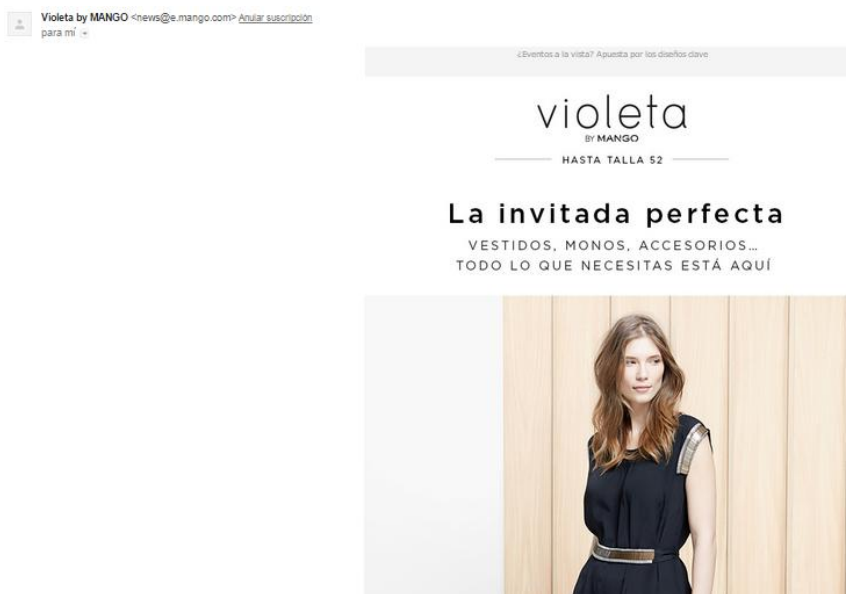 Violeta by MANGO <news@e.mango.com> Anular suscripción
para mí
¿Eventos a la vista? Apuesta por los diseños clave
violeta
BY MANGO
HASTA TALLA 52
La invitada perfecta
VESTIDOS, MONOS, ACCESORIOS...
TODO LO QUE NECESITAS ESTÁ AQUÍ